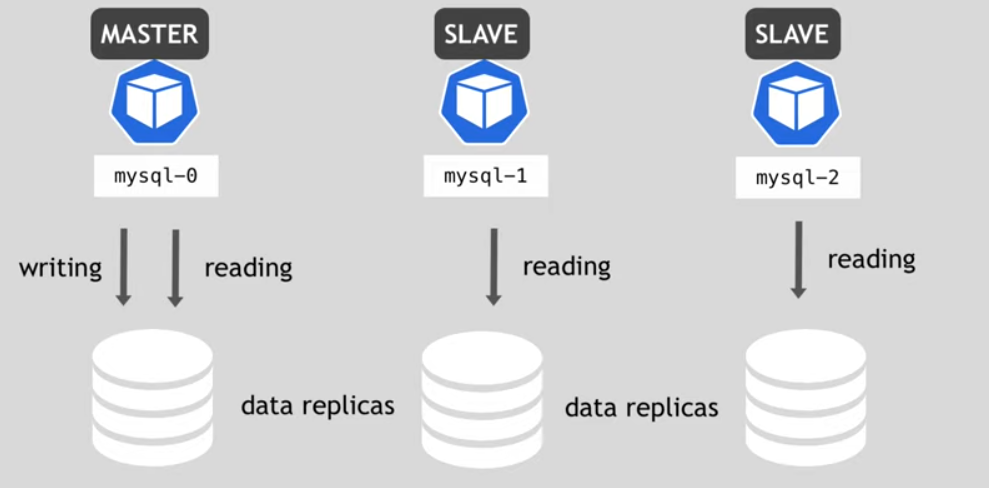 MASTER
SLAVE
SLAVE
mysql-0
mysql-1
mysql-2
writing
reading
reading
reading
data replicas
data replicas